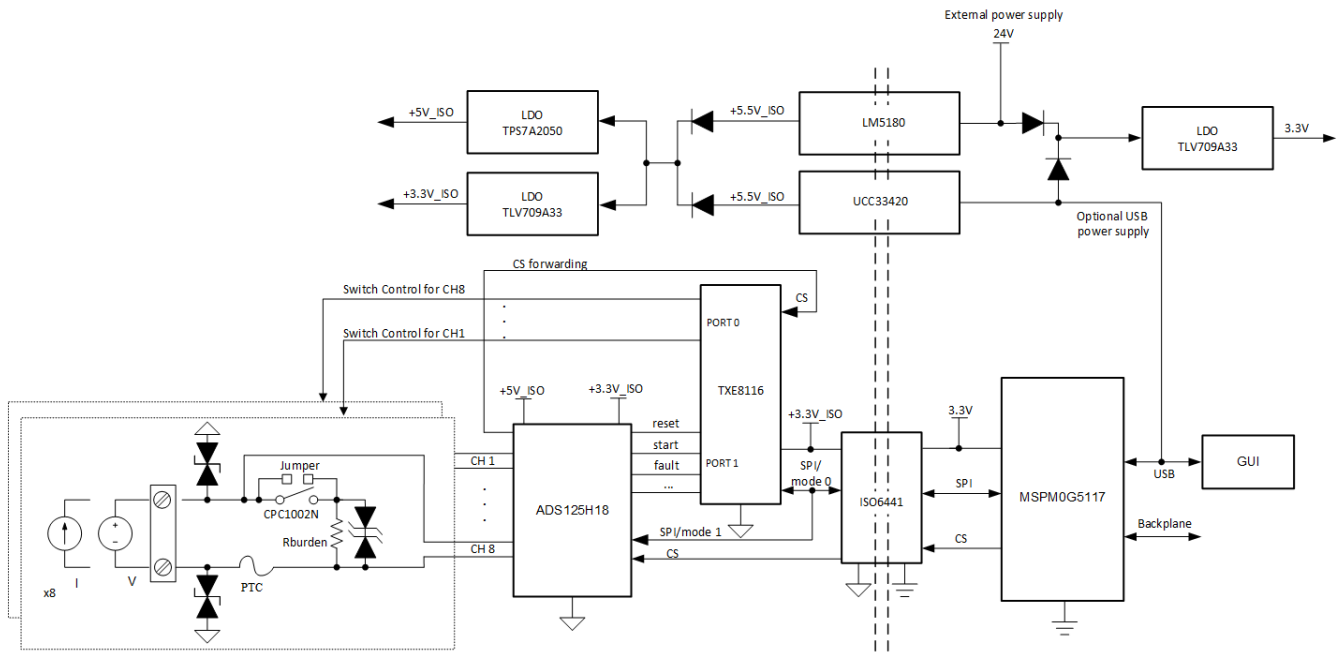 External power supply
24V
+5V_ISO
LDO
TPS7A2050
+5.5V_ISO
LM5180
LDO
TLV709A33
3.3V
+3.3V_ISO
LDO
TLV709A33
+5.5V_ISO
UCC33420
Optional USB
power supply
CS forwarding
Switch Control for CH8
CS
PORT 0
Switch Control for CH1
TXE8116
+5V_ISO
+3.3V_ISO
+3.3V_ISO
3.3V
reset
start
fault
...
PORT 1
SPI/
mode 0
CH 1
Jumper
CPC1002N
Rburden
ADS125H18
ISO6441
SPI
MSPM0G5117
USB
GUI
Backplane
SPI/mode 1
CS
CS
CH 8
I
V
PTC
x8